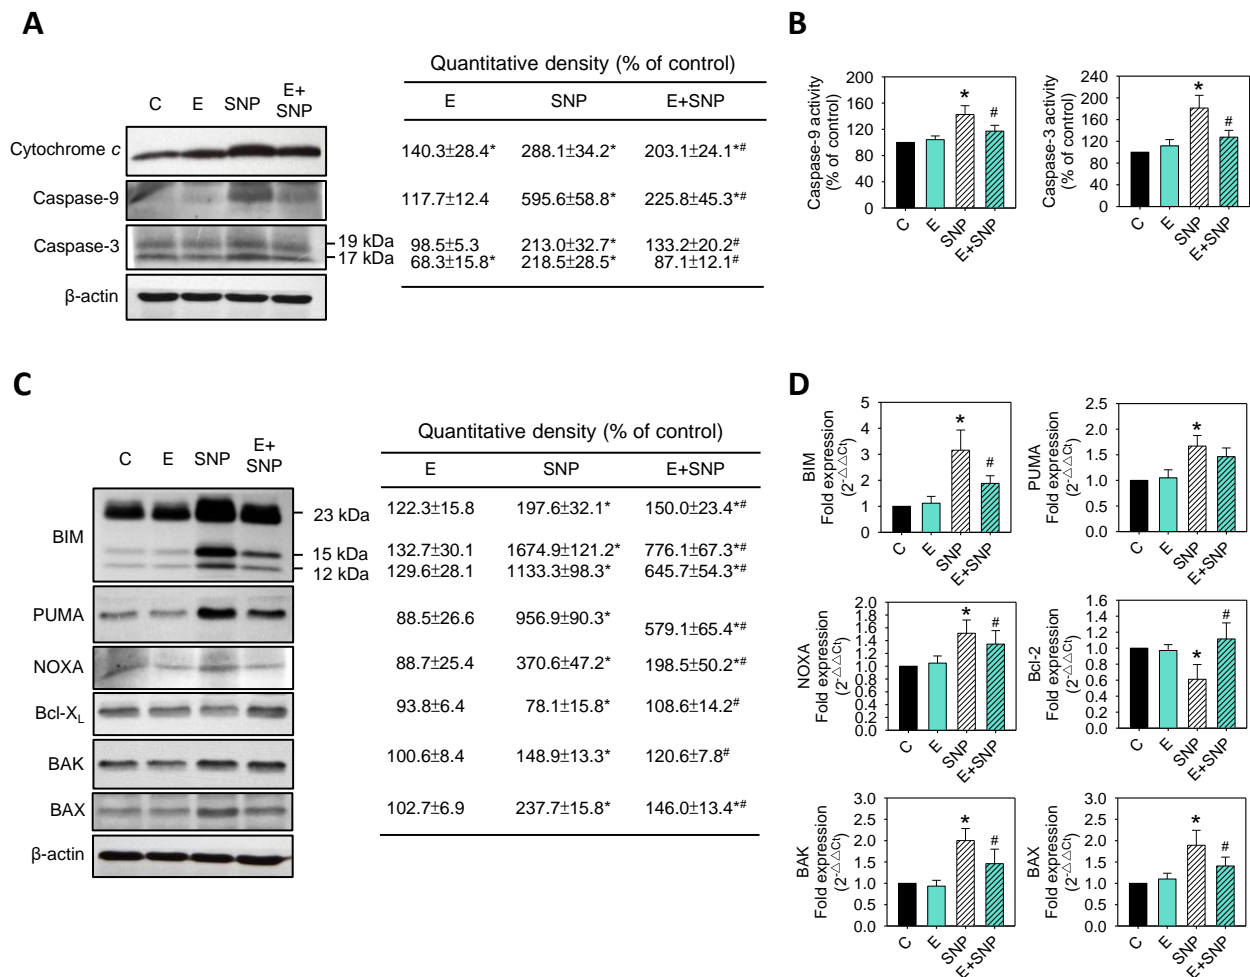 A
C E SNP E+
SNP
Quantitative density (% of control)
E SNP E+SNP
Cytochrome c 140.3±28.4* 288.1±34.2* 203.1±24.1*#
Caspase-9 117.7±12.4 595.6±58.8* 225.8±45.3*#
Caspase-3 19 kDa 98.5±5.3 213.0±32.7* 133.2±20.2#
17 kDa 68.3±15.8* 218.5±28.5* 87.1±12.1#
β-actin
B
Caspase-9 activity
(% of control)
200
160
120
80
40
0
*
#
C E SNP E+SNP
Caspase-3 activity
(% of control)
240
200
160
120
80
40
0
*
#
C E SNP E+SNP
C
C E SNP E+
SNP
Quantitative density (% of control)
E SNP E+SNP
BIM 23 kDa 122.3±15.8 197.6±32.1* 150.0±23.4*#
15 kDa 132.7±30.1 1674.9±121.2* 776.1±67.3*#
12 kDa 129.6±28.1 1133.3±98.3* 645.7±54.3*#
PUMA 88.5±26.6 956.9±90.3* 579.1±65.4*#
NOXA 88.7±25.4 370.6±47.2* 198.5±50.2*#
Bcl-XL 93.8±6.4 78.1±15.8* 108.6±14.2#
BAK 100.6±8.4 148.9±13.3* 120.6±7.8#
BAX 102.7±6.9 237.7±15.8* 146.0±13.4*#
β-actin
D
BIM
Fold expression
(2-△△Ct)
5
4
3
2
1
0
*
#
PUMA
Fold expression
(2-△△Ct)
2.5
2.0
1.5
1.0
0.5
0.0
*
NOXA
Fold expression
(2-△△Ct)
2.0
1.8
1.6
1.4
1.2
1.0
0.8
0.6
0.4
0.2
0.0
*
#
C E SNP E+SNP
Bcl-2
Fold expression
(2-△△Ct)
1.6
1.4
1.2
1.0
0.8
0.6
0.4
0.2
0.0
*
#
C E SNP E+SNP
BAK
Fold expression
(2-△△Ct)
3.0
2.5
2.0
1.5
1.0
0.5
0.0
*
#
C E SNP E+SNP
BAX
Fold expression
(2-△△Ct)
3.0
2.5
2.0
1.5
1.0
0.5
0.0
*
#
C E SNP E+SNP